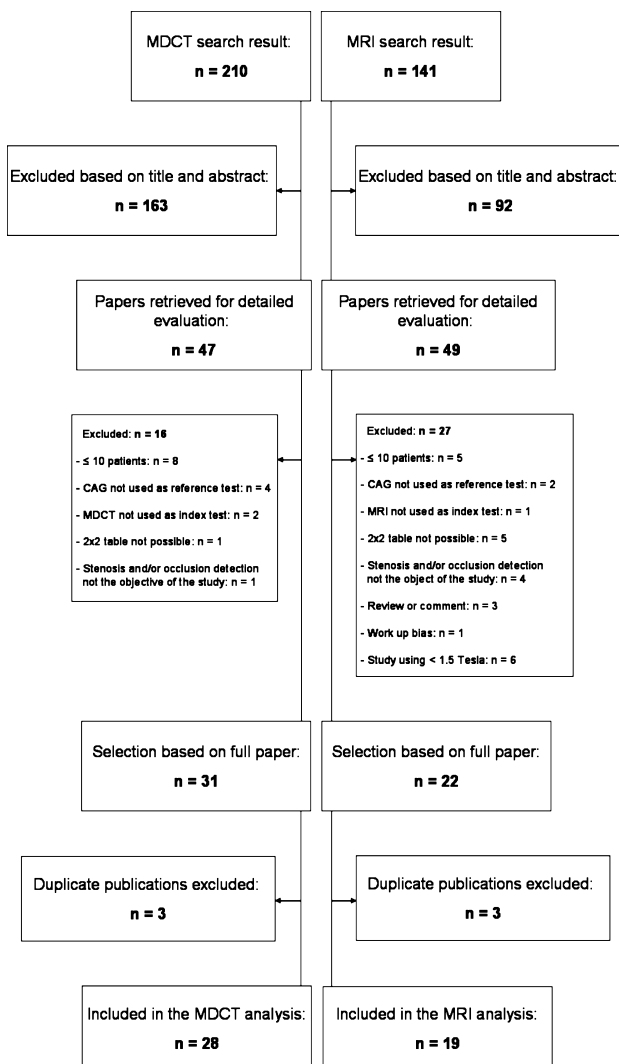 MDCT search result:
n = 210
MRI search result:
n = 141
Excluded based on title and abstract:
n = 163
Excluded based on title and abstract:
n = 92
Papers retrieved for detailed
evaluation:
n = 47
Papers retrieved for detailed
evaluation:
n = 49
Excluded: n = 16
- ≤ 10 patients: n = 8
- CAG not used as reference test: n = 4
- MDCT not used as index test: n = 2
- 2x2 table not possible: n = 1
- Stenosis and/or occlusion detection
not the objective of the study: n = 1
Excluded: n = 27
- ≤ 10 patients: n = 5
- CAG not used as reference test: n = 2
- MRI not used as index test: n = 1
- 2x2 table not possible: n = 5
- Stenosis and/or occlusion detection
not the object of the study: n = 4
- Review or comment: n = 3
- Work up bias: n = 1
- Study using < 1.5 Tesla: n = 6
Selection based on full paper:
n = 31
Selection based on full paper:
n = 22
Duplicate publications excluded:
n = 3
Duplicate publications excluded:
n = 3
Included in the MDCT analysis:
n = 28
Included in the MRI analysis:
n = 19